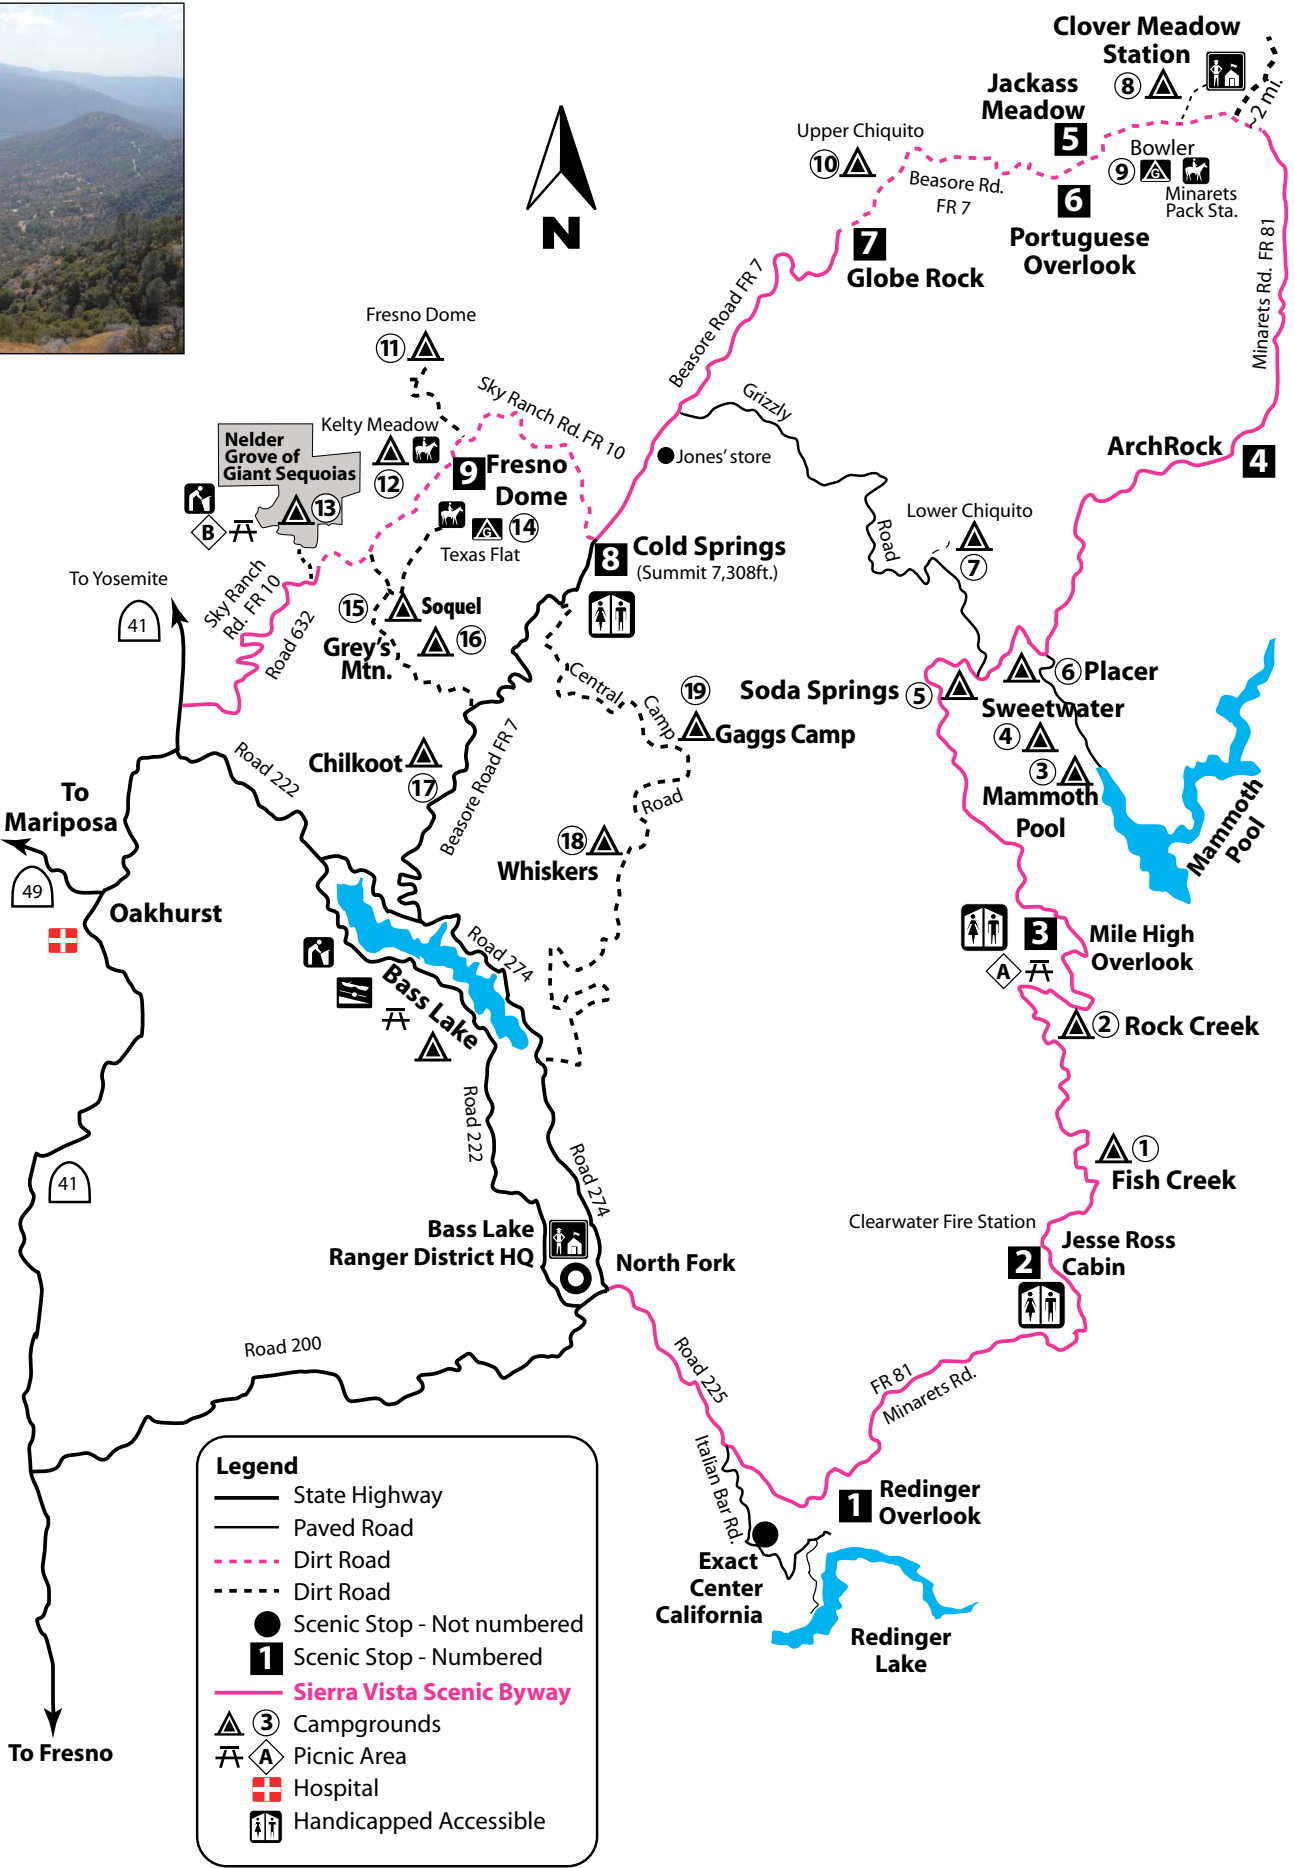 Clover Meadow
Station
8
~2 mi.
Jackass
Meadow
5
Upper Chiquito
10
Bowler
9
G
Minarets
Pack Sta.
Beasore Rd.
FR 7
6
Portuguese
Overlook
N
7
Globe Rock
Minarets Rd. FR 81
Beasore Road FR 7
Fresno Dome
11
Sky Ranch Rd. FR 10
Grizzly
Road
Kelty Meadow
12
Nelder
Grove of
Giant Sequoias
13
B
9
Fresno
Dome
Jones' store
ArchRock
4
14
G
Texas Flat
Lower Chiquito
7
8
Cold Springs
(Summit 7,308ft.)
To Yosemite
41
Sky Ranch
Rd. FR 10
Road 632
15
Soquel
16
Grey's
Mtn.
Central
Camp
Road
19
Gaggs Camp
Soda Springs
5
6
Placer
Sweetwater
4
3
Mammoth
Pool
Mammoth
Pool
Road 222
Chilkoot
17
Beasore Road FR 7
To
Mariposa
49
Oakhurst
18
Whiskers
Road 274
Bass Lake
3
A
Mile High
Overlook
2
Rock Creek
Road 222
1
Fish Creek
41
Road 274
Clearwater Fire Station
2
Jesse Ross
Cabin
Bass Lake
Ranger District HQ
North Fork
Road 200
Road 225
FR 81
Minarets Rd.
Italian Bar Rd.
1
Redinger
Overlook
Exact
Center
California
Redinger
Lake
To Fresno
Legend
State Highway
Paved Road
Dirt Road
Dirt Road
Scenic Stop - Not numbered
1 Scenic Stop - Numbered
Sierra Vista Scenic Byway
3 Campgrounds
A Picnic Area
Hospital
Handicapped Accessible